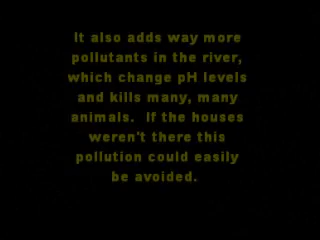 It also adds way more
pollutants in the river,
which change pH levels
and kills many, many
animals.  If the houses
weren't there this
pollution could easily
be avoided.